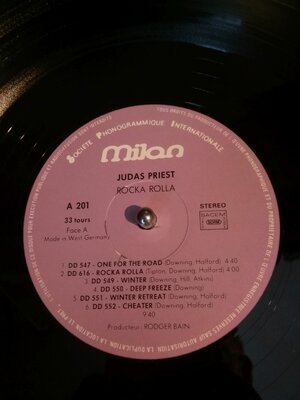 SOCIÉTÉ PHONOGRAMMIQUE INTERNATIONALE
milan
JUDAS PRIEST
ROCKA ROLLA
A 201
STEREO
33 tours
Face A
Made in West Germany
SACEM
1/DD 547 - ONE FOR THE ROAD (Downing, Halford) 4:40
2/DD 616 - ROCKA ROLLA (Tipton, Downing, Halford)
3/DD 549 - WINTER (Downing, Hill, Atkins)
4/DD 550 - DEEP FREEZE (Downing)
5/DD 551 - WINTER RETREAT (Downing, Halford)
6/DD 552 - CHEATER (Downing, Halford)
9:40
Producteur: RODGER BAIN